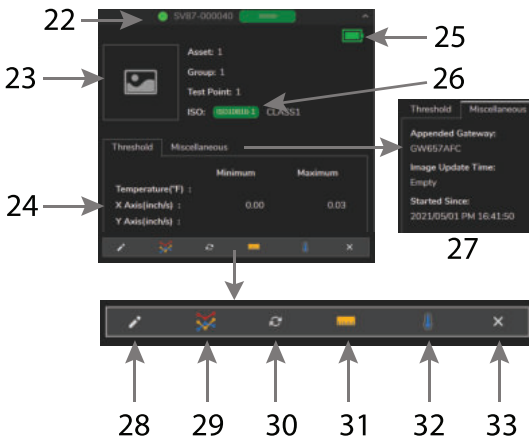 22
SV87-000040
25
23
Asset: 1
Group: 1
26
Test Point: 1
ISO: ISO10816-1 CLASS1
Threshold Miscellaneous
Minimum Maximum
24
Temperature(°F) :
X Axis(inch/s) : 0.00 0.03
Y Axis(inch/s) :
Threshold Miscellaneous
Appended Gateway:
GW657AFC
Image Update Time:
Empty
Started Since:
2021/05/01 PM 16:41:50
27
28 29 30 31 32 33